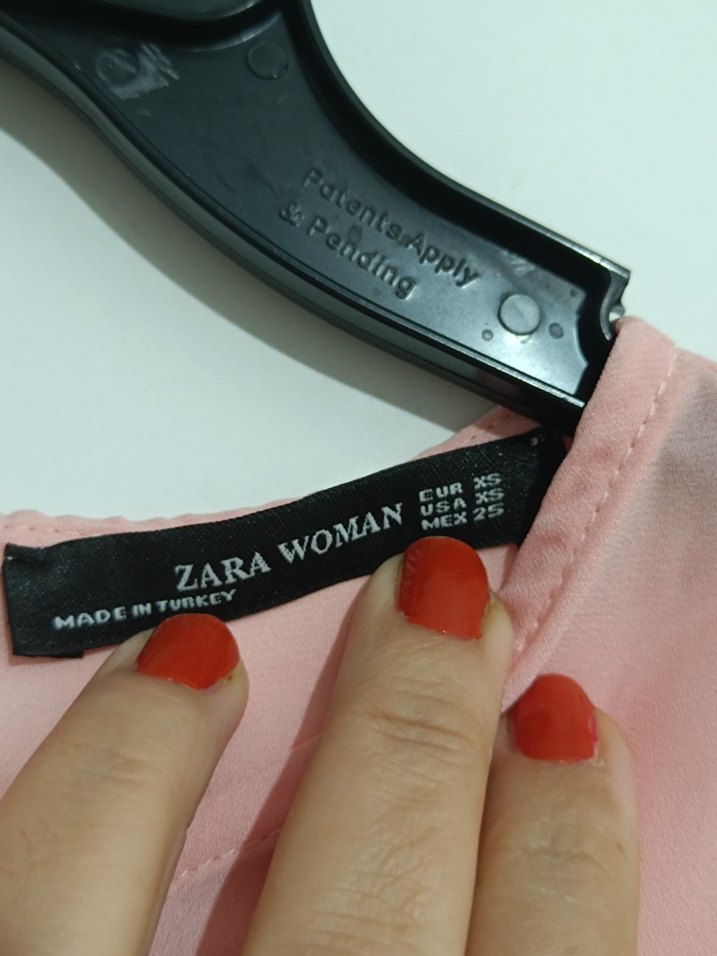 Patents Apply
& Pending
ZARA WOMAN
EUR XS
USA XS
MEX 25
MADE IN TURKEY